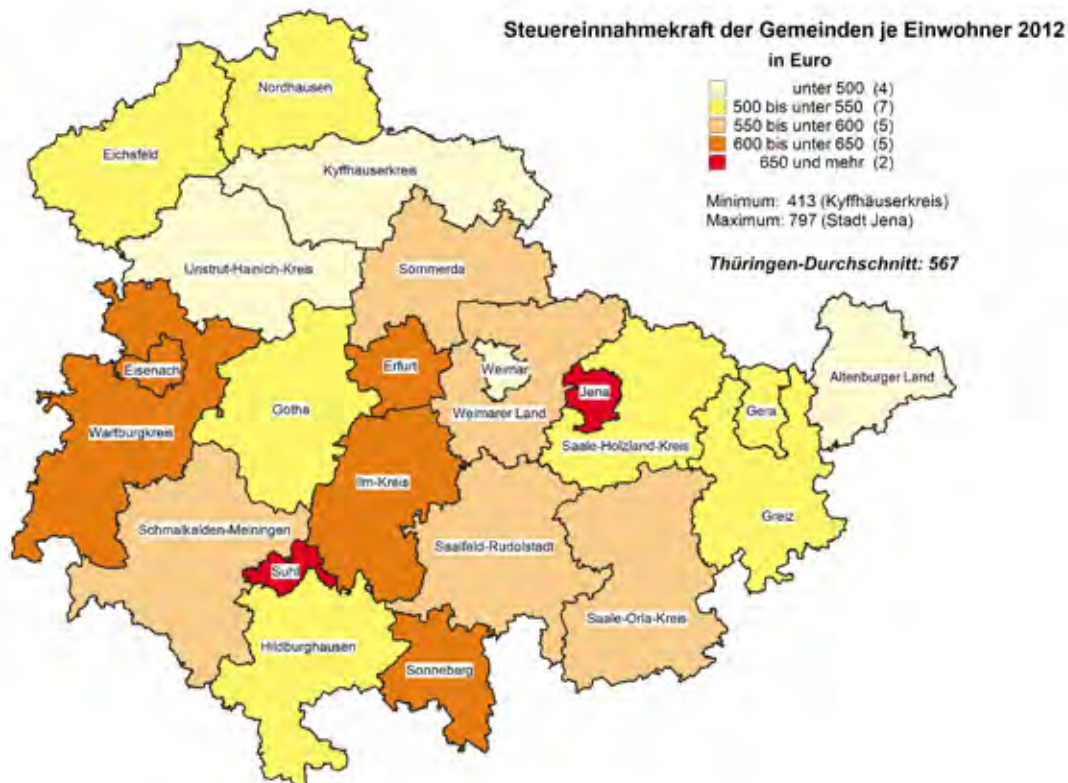 Steuereinnahmekraft der Gemeinden je Einwohner 2012
in Euro
unter 500 (4)
500 bis unter 550 (7)
550 bis unter 600 (5)
600 bis unter 650 (5)
650 und mehr (2)
Minimum: 413 (Kyffhäuserkreis)
Maximum: 797 (Stadt Jena)
Thüringen-Durchschnitt: 567
Nordhausen
Eichsfeld
Kyffhäuserkreis
Unstrut-Hainich-Kreis
Sömmerda
Eisenach
Erfurt
Weimar
Altenburger Land
Jena
Gotha
Weimarer Land
Gera
Wartburgkreis
Saale-Holzland-Kreis
Ilm-Kreis
Greiz
Schmalkalden-Meiningen
Saalfeld-Rudolstadt
Suhl
Saale-Orla-Kreis
Hildburghausen
Sonneberg